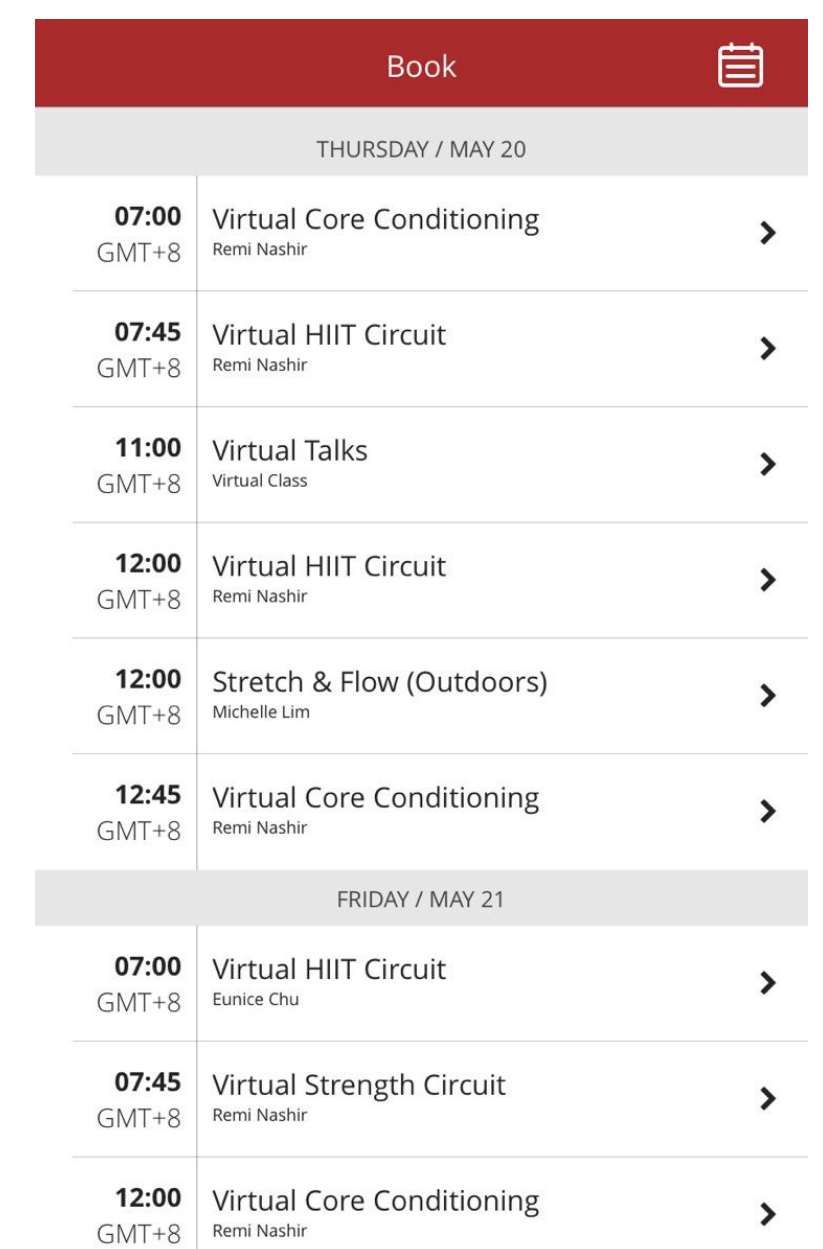 Book
THURSDAY / MAY 20
07:00 Virtual Core Conditioning
GMT+8 Remi Nashir
07:45 Virtual HIIT Circuit
GMT+8 Remi Nashir
11:00 Virtual Talks
GMT+8 Virtual Class
12:00 Virtual HIIT Circuit
GMT+8 Remi Nashir
12:00 Stretch & Flow (Outdoors)
GMT+8 Michelle Lim
12:45 Virtual Core Conditioning
GMT+8 Remi Nashir
FRIDAY / MAY 21
07:00 Virtual HIIT Circuit
GMT+8 Eunice Chu
07:45 Virtual Strength Circuit
GMT+8 Remi Nashir
12:00 Virtual Core Conditioning
GMT+8 Remi Nashir